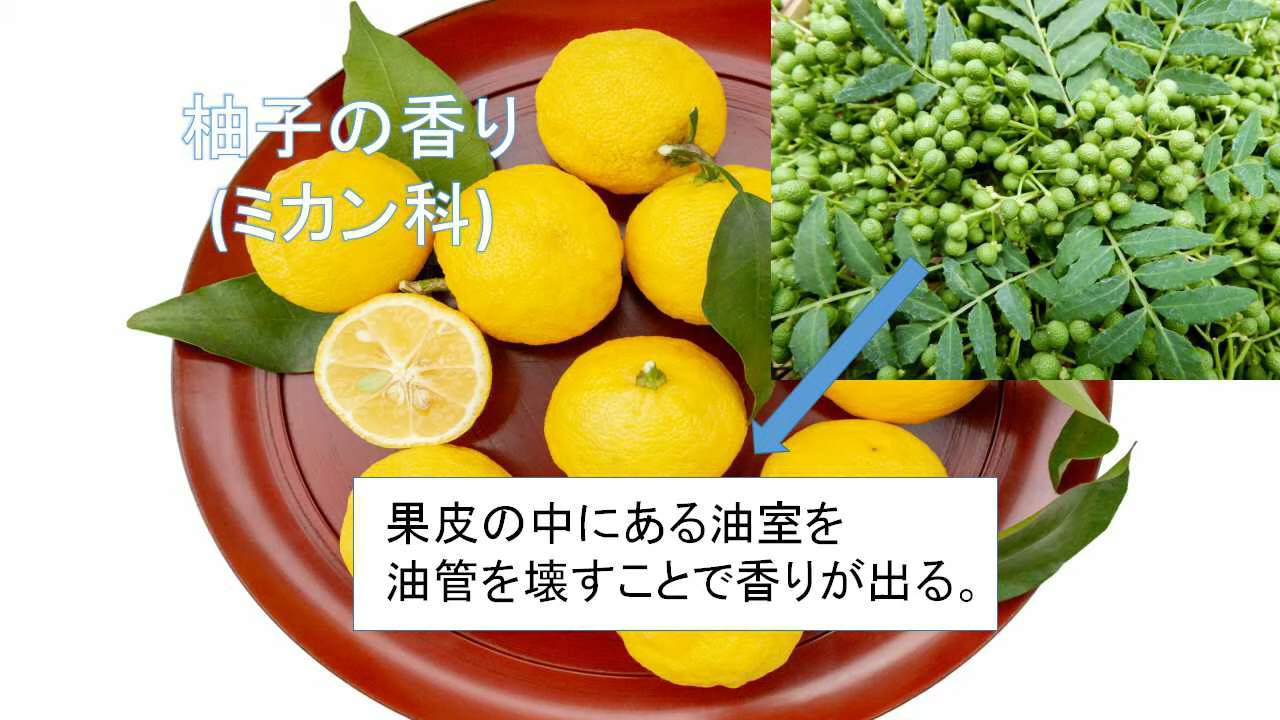 柚子の香り
(ミカン科)
果皮の中にある油室を
油管を壊すことで香りが出る。